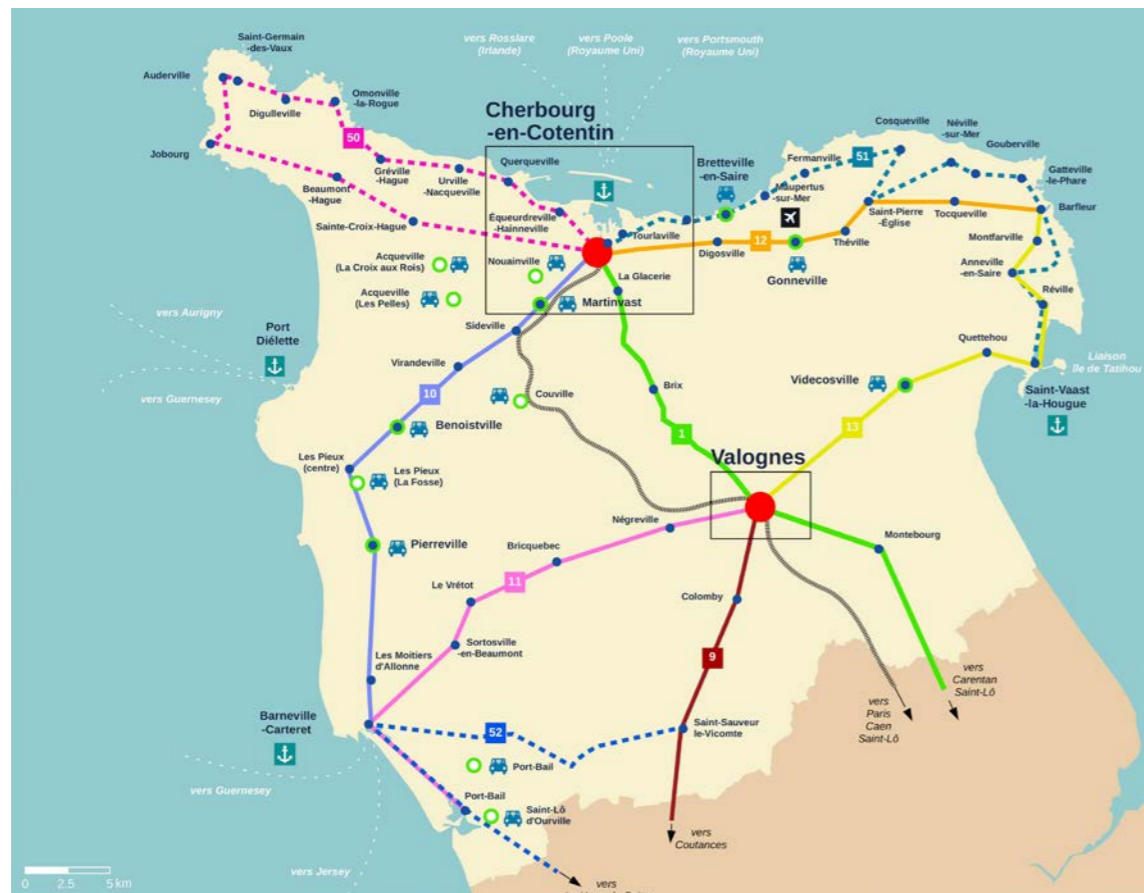 vers Rosslare
(Irlande)
vers Poole
(Royaume Uni)
vers Portsmouth
(Royaume Uni)
Saint-Germain
-des-Vaux
Auderville
Digulleville
Omonville
-la-Rogue
50
Jobourg
Gréville
-Hague
Urville
-Nacqueville
Beaumont
-Hague
Sainte-Croix-Hague
Cherbourg
-en-Cotentin
Querqueville
Équeurdreville
-Hainneville
Tourlaville
Nouainville
La Glacerie
Martinvast
Bretteville
-en-Saire
Fermanville
51
Cosqueville
Néville
-sur-Mer
Gouberville
Gatteville
-le-Phare
Maupertus
-sur-Mer
Saint-Pierre
-Église
Tocqueville
Barfleur
12
Digosville
Théville
Gonneville
Montfarville
Anneville
-en-Saire
Réville
Acqueville
(La Croix aux Rois)
Acqueville
(Les Pelles)
Sideville
vers Aurigny
Port
Diélette
vers Guernesey
Virandeville
10
Couville
Brix
Benoistville
1
Quettehou
Videcosville
Liaison
île de Tatihou
Saint-Vaast
-la-Hougue
13
Les Pieux
(centre)
Les Pieux
(La Fosse)
Valognes
Pierreville
Négreville
Bricquebec
11
Le Vrétot
Montebourg
Colomby
Sortosville
-en-Beaumont
Les Moitiers
d'Allonne
9
vers
Carentan
Saint-Lô
vers
Paris
Caen
Saint-Lô
Barneville
-Carteret
52
Saint-Sauveur
le-Vicomte
Port-Bail
vers Guernesey
Port-Bail
Saint-Lô
d'Ourville
vers
Coutances
vers Jersey
0 2.5 5 km
vers